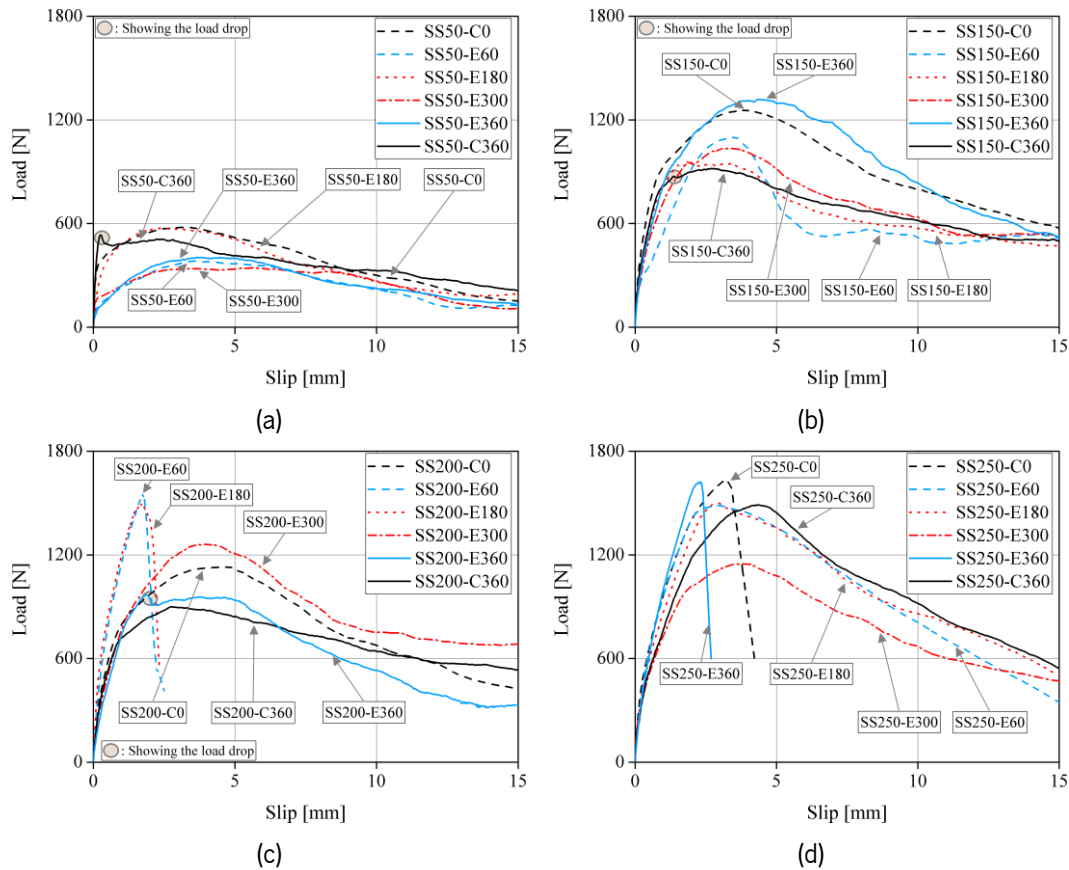 1800
1200
600
0
0
5
10
15
Load [N]
Slip [mm]
: Showing the load drop
SS50-C0
SS50-E60
SS50-E180
SS50-E300
SS50-E360
SS50-C360
SS50-C360
SS50-E360
SS50-E180
SS50-C0
SS50-E60
SS50-E300
(a)
1800
1200
600
0
0
5
10
15
Load [N]
Slip [mm]
: Showing the load drop
SS150-C0
SS150-E60
SS150-E180
SS150-E300
SS150-E360
SS150-C360
SS150-C0
SS150-E360
SS150-C360
SS150-E300
SS150-E60
SS150-E180
(b)
1800
1200
600
0
0
5
10
15
Load [N]
Slip [mm]
SS200-C0
SS200-E60
SS200-E180
SS200-E300
SS200-E360
SS200-C360
SS200-E60
SS200-E180
SS200-E300
SS200-C0
SS200-C360
SS200-E360
: Showing the load drop
(c)
1800
1200
600
0
0
5
10
15
Load [N]
Slip [mm]
SS250-C0
SS250-E60
SS250-E180
SS250-E300
SS250-E360
SS250-C360
SS250-C0
SS250-C360
SS250-E360
SS250-E180
SS250-E300
SS250-E60
(d)